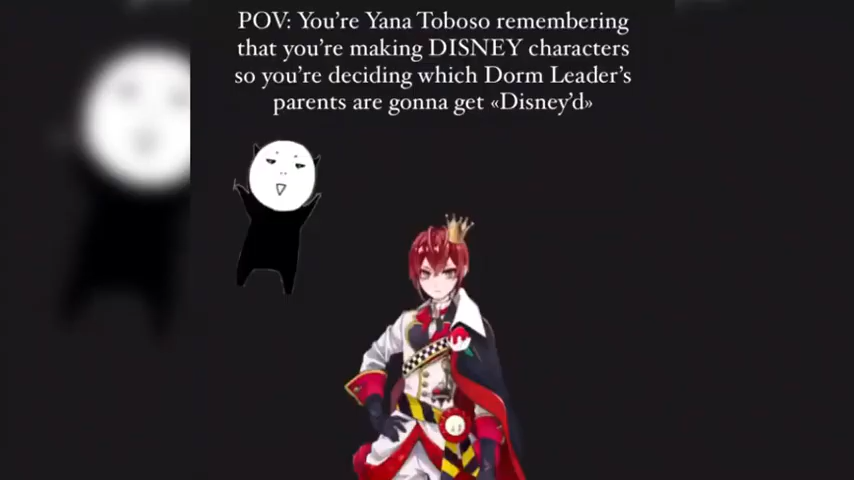 POV: You're Yana Toboso remembering
that you're making DISNEY characters
so you're deciding which Dorm Leader's
parents are gonna get «Disney'd»